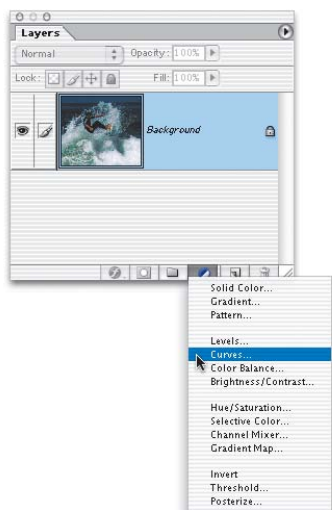 Layers
Normal Opacity: 100%
Lock: Fill: 100%
Background
Solid Color...
Gradient...
Pattern...
Levels...
Curves...
Color Balance...
Brightness/Contrast...
Hue/Saturation...
Selective Color...
Channel Mixer...
Gradient Map...
Invert
Threshold...
Posterize...